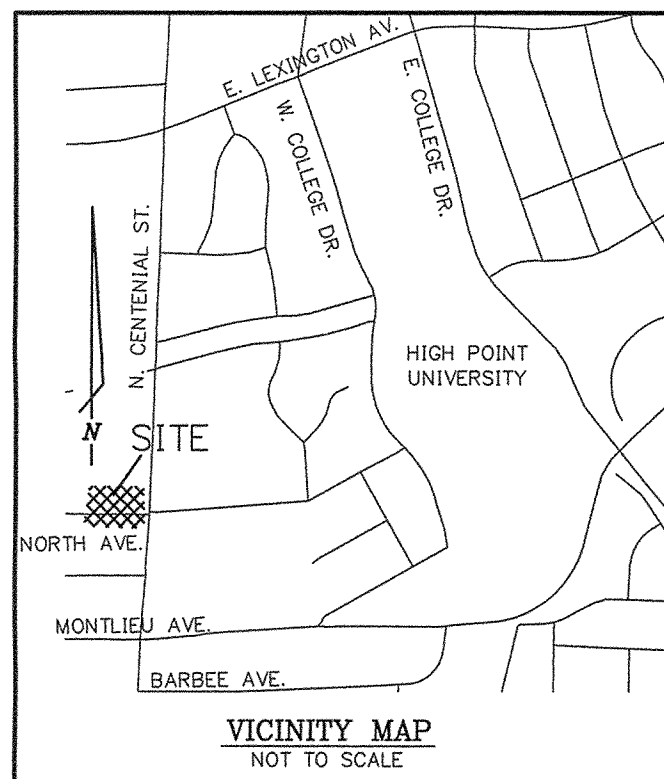 E. LEXINGTON AV.
W. COLLEGE DR.
E. COLLEGE DR.
N. CENTENIAL ST.
HIGH POINT
UNIVERSITY
N
SITE
NORTH AVE.
MONTLIEU AVE.
BARBEE AVE.
VICINITY MAP
NOT TO SCALE